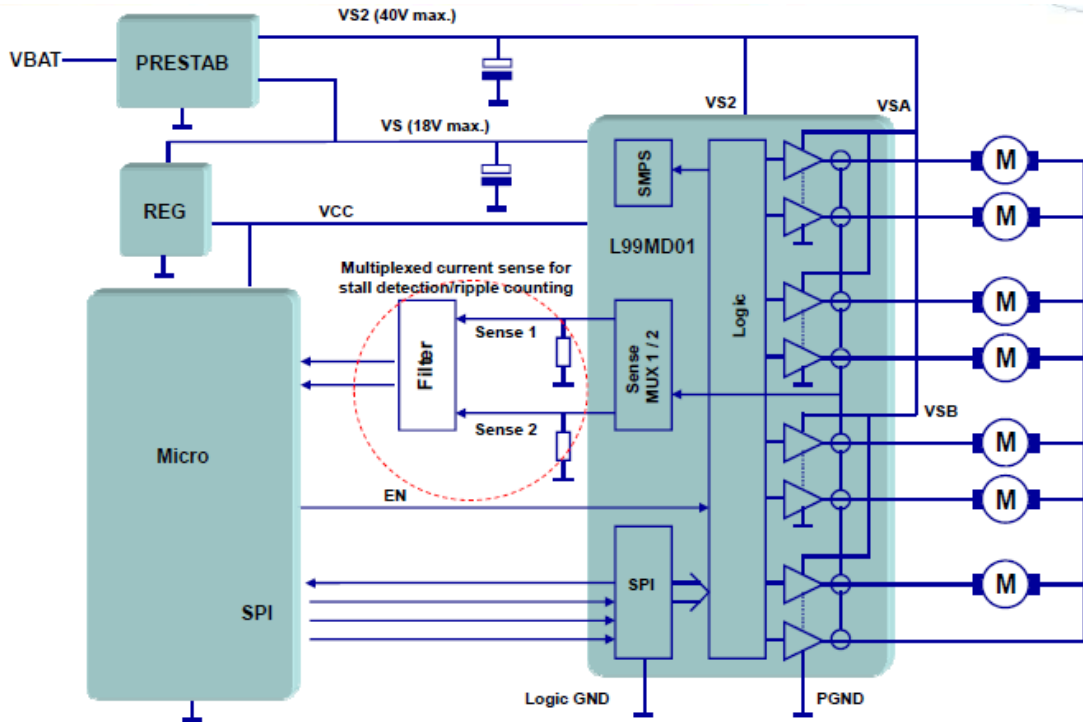 VS2 (40V max.)
VBAT
PRESTAB
VS2
VSA
VS (18V max.)
SMPS
M
REG
VCC
L99MD01
M
Multiplexed current sense for
stall detection/ripple counting
M
Sense 1
Filter
Sense
MUX 1 / 2
Logic
M
Sense 2
VSB
Micro
M
EN
M
SPI
SPI
M
Logic GND
PGND